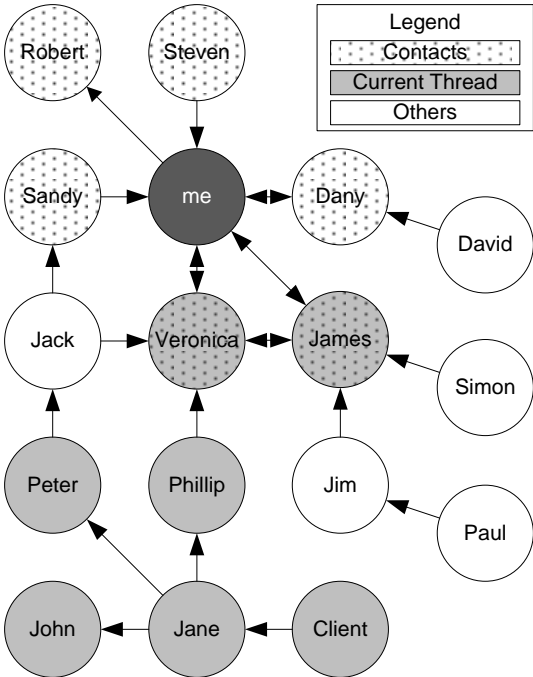 Robert
Steven
Legend
Contacts
Current Thread
Others
Sandy
me
Dany
David
Jack
Veronica
James
Simon
Peter
Phillip
Jim
Paul
John
Jane
Client